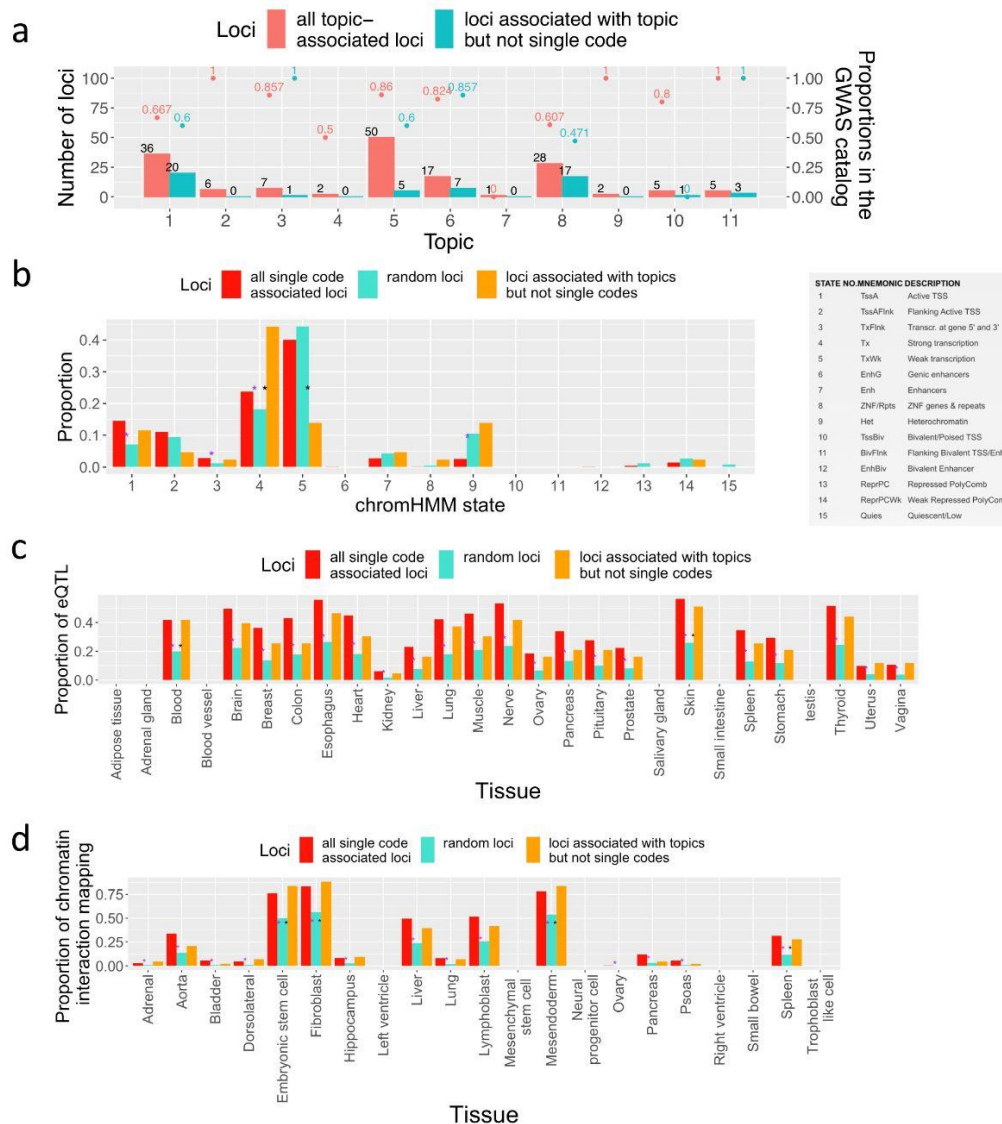 a
Loci
all topic-
associated loci
loci associated with topic
but not single code
Number of loci
100
75
50
25
0
0.667
0.6
1
0.857
1
0.5
0.86
0.6
0.824
0.857
0
0.607
0.471
1
0.8
0
1
1
36
20
6
0
7
1
2
0
50
5
17
7
1
0
28
17
2
0
5
1
5
3
1.00
0.75
0.50
0.25
0.00
Proportions in the
GWAS catalog
1 2 3 4 5 6 7 8 9 10 11
Topic
b
Loci
all single code
associated loci
random loci
loci associated with topics
but not single codes
Proportion
0.4
0.3
0.2
0.1
0.0
* * * * * *
1 2 3 4 5 6 7 8 9 10 11 12 13 14 15
chromHMM state
STATE NO. MNEMONIC DESCRIPTION
1 TssA Active TSS
2 TssAFlnk Flanking Active TSS
3 TxFlnk Transcr. at gene 5' and 3'
4 Tx Strong transcription
5 TxWk Weak transcription
6 EnhG Genic enhancers
7 Enh Enhancers
8 ZNF/Rpts ZNF genes & repeats
9 Het Heterochromatin
10 TssBiv Bivalent/Poised TSS
11 BivFlnk Flanking Bivalent TSS/Enh
12 EnhBiv Bivalent Enhancer
13 ReprPC Repressed PolyComb
14 ReprPCWk Weak Repressed PolyCom
15 Quies Quiescent/Low
c
Loci
all single code
associated loci
random loci
loci associated with topics
but not single codes
Proportion of eQTL
0.4
0.2
0.0
Adipose tissue
Adrenal gland
Blood
Blood vessel
Brain
Breast
Colon
Esophagus
Heart
Kidney
Liver
Lung
Muscle
Nerve
Ovary
Pancreas
Pituitary
Prostate
Salivary gland
Skin
Small intestine
Spleen
Stomach
testis
Thyroid
Uterus
Vagina
Tissue
d
Loci
all single code
associated loci
random loci
loci associated with topics
but not single codes
Proportion of chromatin
interaction mapping
0.75
0.50
0.25
0.00
Adrenal
Aorta
Bladder
Dorsolateral
Embryonic stem cell
Fibroblast
Hippocampus
Left ventricle
Liver
Lung
Lymphoblast
Mesenchymal
stem cell
Mesendoderm
Neural
progenitor cell
Ovary
Pancreas
Psoas
Right ventricle
Small bowel
Spleen
Trophoblast
like cell
Tissue